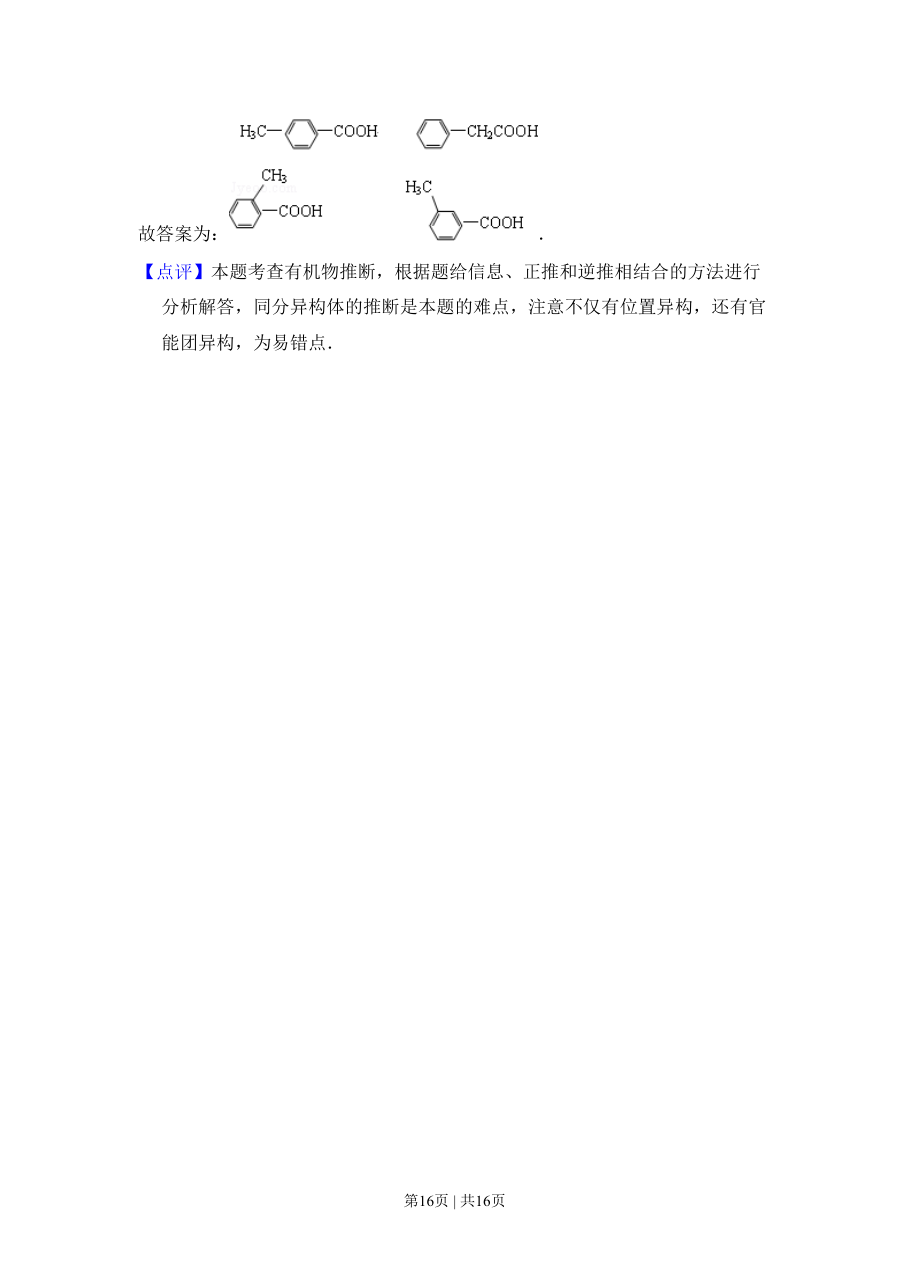 H₃C—COOH —CH₂COOH
CH₃ H₃C
—COOH —COOH
故答案为: .
【点评】本题考查有机物推断，根据题给信息、正推和逆推相结合的方法进行
分析解答，同分异构体的推断是本题的难点，注意不仅有位置异构，还有官
能团异构，为易错点．
第16页 | 共16页